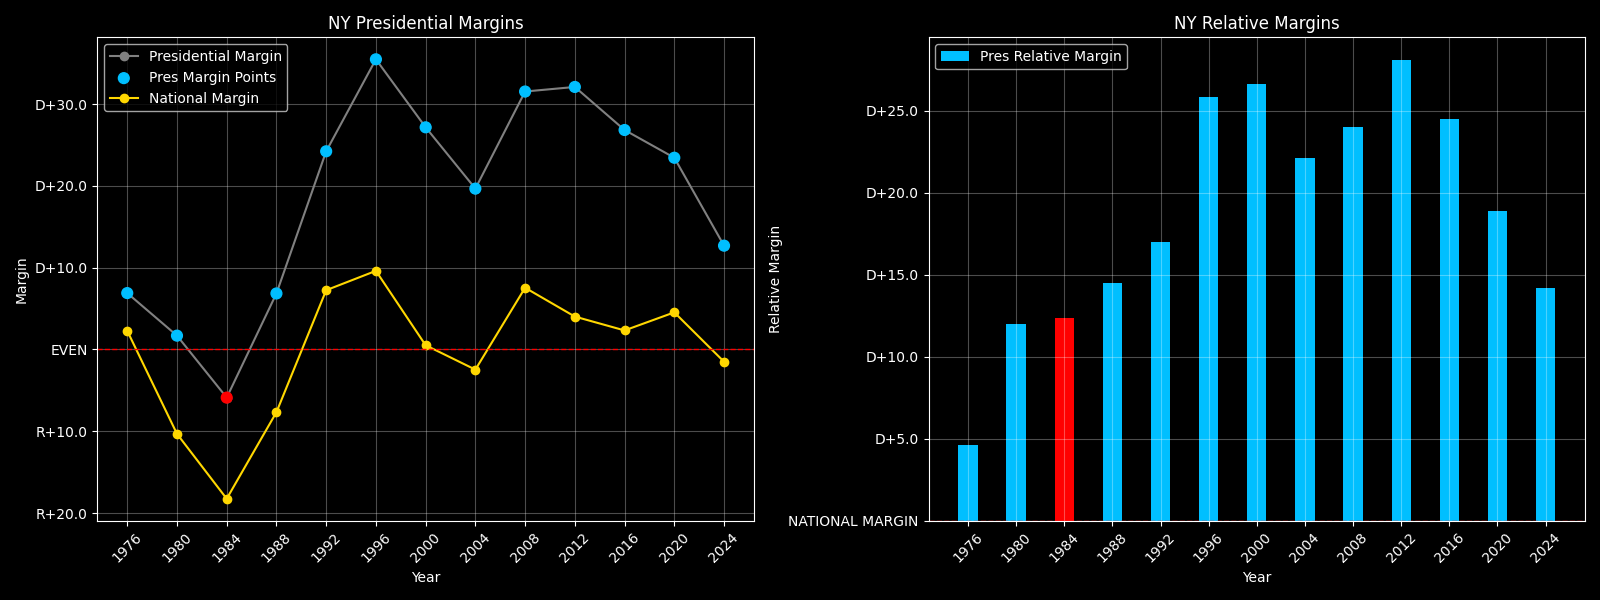 NY Presidential Margins
Presidential Margin
Pres Margin Points
National Margin
D+30.0
D+20.0
D+10.0
EVEN
R+10.0
R+20.0
Margin
1976
1980
1984
1988
1992
1996
2000
2004
2008
2012
2016
2020
2024
Year
NY Relative Margins
Pres Relative Margin
D+25.0
D+20.0
D+15.0
D+10.0
D+5.0
NATIONAL MARGIN
Relative Margin
1976
1980
1984
1988
1992
1996
2000
2004
2008
2012
2016
2020
2024
Year